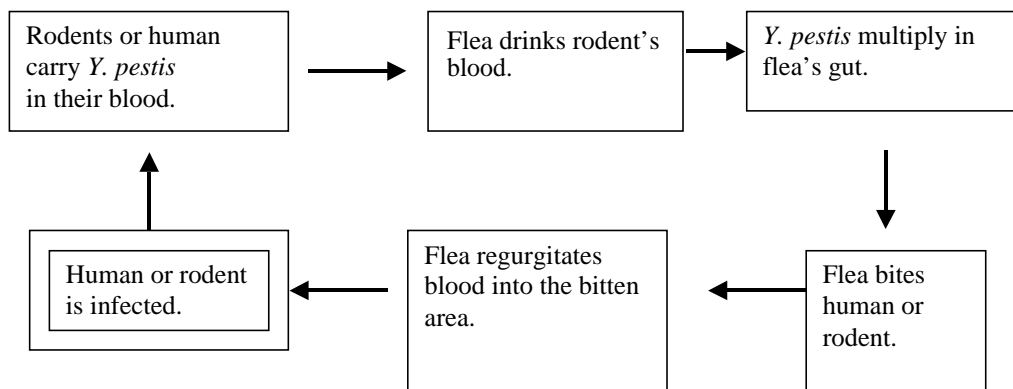 Rodents or human
carry Y. pestis
in their blood.
Flea drinks rodent’s
blood.
Y. pestis multiply in
flea’s gut.
Flea bites
human or
rodent.
Flea regurgitates
blood into the bitten
area.
Human or rodent
is infected.